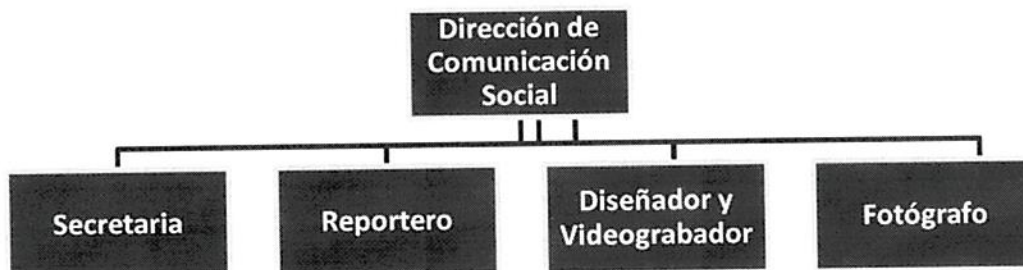 Dirección de
Comunicación
Social
Secretaria
Reportero
Diseñador y
Videograbador
Fotógrafo